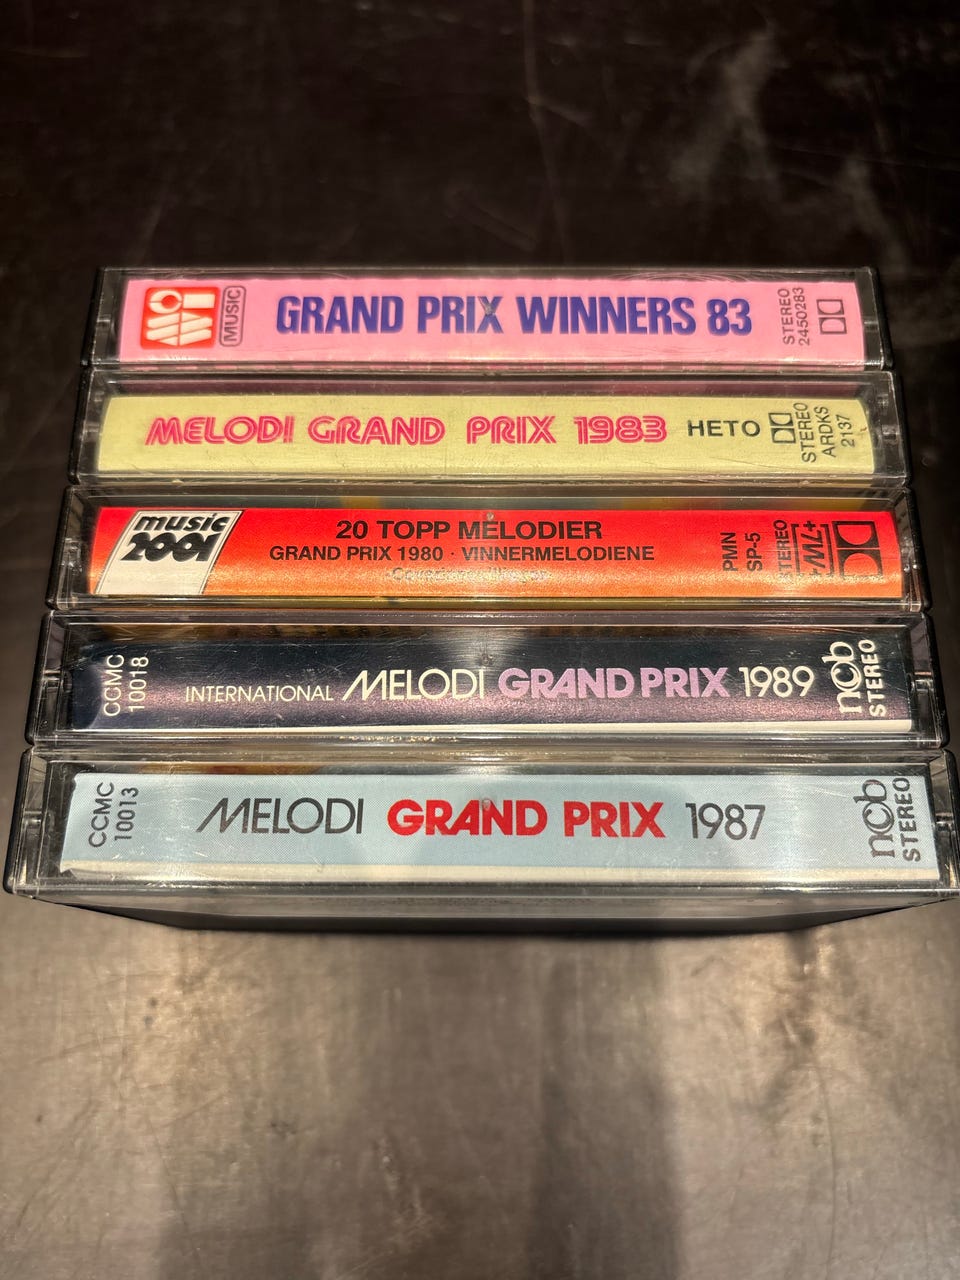 MOWI
MUSIC
GRAND PRIX WINNERS 83
STEREO
2450283
MELODI GRAND PRIX 1983
HETO
STEREO
ARDKS
2137
music
2001
20 TOPP MELODIER
GRAND PRIX 1980 · VINNERMELODIENE
PMN
SP-5
STEREO
CCMC
10018
INTERNATIONAL MELODI GRAND PRIX 1989
ncb
STEREO
CCMC
10013
MELODI GRAND PRIX 1987
ncb
STEREO